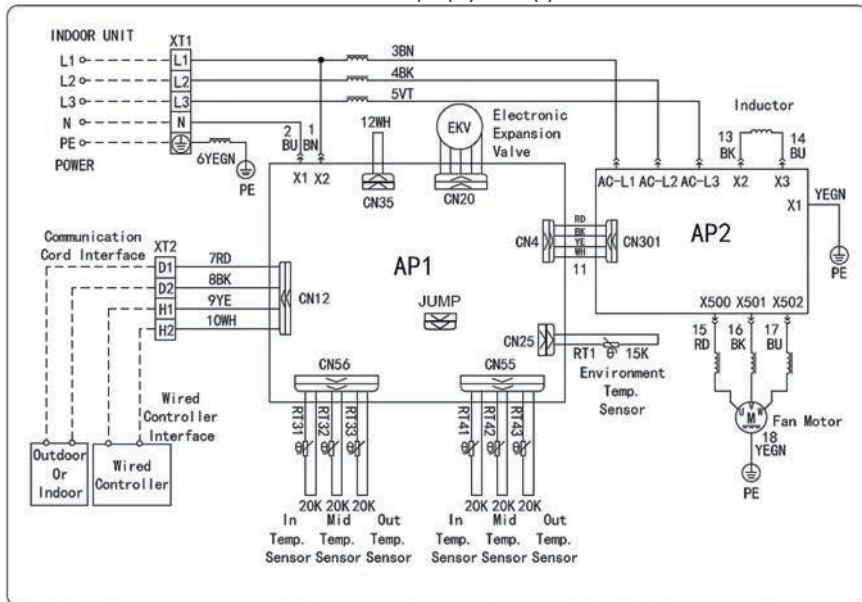 INDOOR UNIT
XT1
L1
L1
L2
L2
L3
L3
N
N
PE
POWER
6YEGN
PE
3BN
4BK
5VT
2
BU
1
BN
12WH
EKV
Electronic
Expansion
Valve
X1
X2
CN35
CN20
Inductor
13
BK
14
BU
AC-L1
AC-L2
AC-L3
X2
X3
X1
YEGN
PE
AP2
X500
X501
X502
CN4
RD
BK
YE
WH
11
CN301
Communication
Cord Interface
XT2
D1
D2
H1
H2
7RD
8BK
9YE
10WH
CN12
AP1
JUMP
CN25
RT1
θ
15K
Environment
Temp.
Sensor
15
RD
16
BK
17
BU
U
V
W
M
Fan Motor
18
YEGN
PE
Wired
Controller
Interface
Outdoor
Or
Indoor
Wired
Controller
CN56
RT31
RT32
RT33
θ
θ
θ
20K
20K
20K
In
Temp.
Sensor
Mid
Temp.
Sensor
Out
Temp.
Sensor
CN55
RT41
RT42
RT43
θ
θ
θ
20K
20K
20K
In
Temp.
Sensor
Mid
Temp.
Sensor
Out
Temp.
Sensor